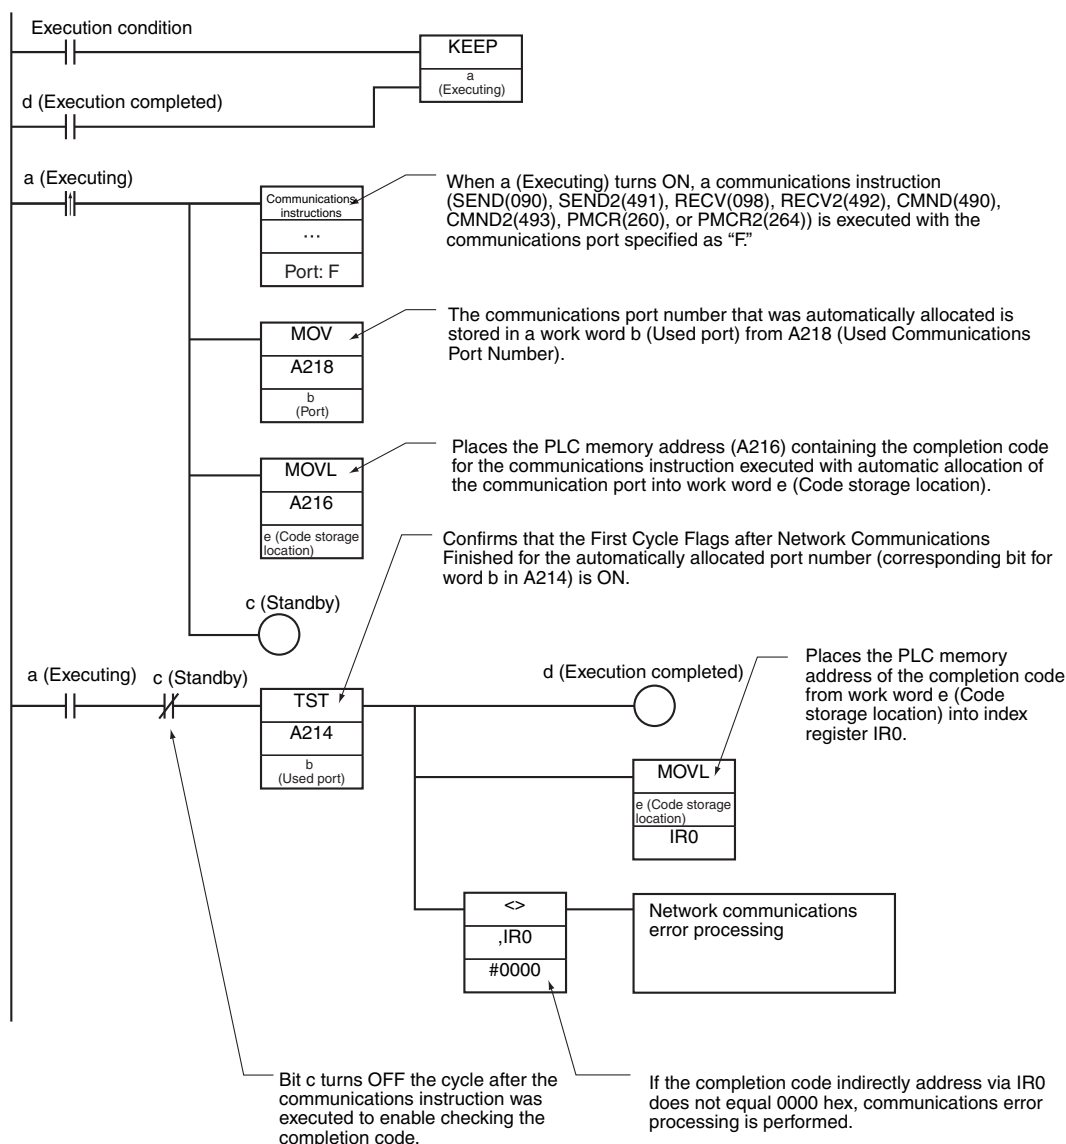 Execution condition
KEEP
a
(Executing)
d (Execution completed)
a (Executing)
Communications
instructions
...
Port: F
When a (Executing) turns ON, a communications instruction
(SEND(090), SEND2(491), RECV(098), RECV2(492), CMND(490),
CMND2(493), PMCR(260), or PMCR2(264)) is executed with the
communications port specified as “F.”
MOV
A218
b
(Port)
The communications port number that was automatically allocated is
stored in a work word b (Used port) from A218 (Used Communications
Port Number).
MOVL
A216
e (Code storage
location)
Places the PLC memory address (A216) containing the completion code
for the communications instruction executed with automatic allocation of
the communication port into work word e (Code storage location).
Confirms that the First Cycle Flags after Network Communications
Finished for the automatically allocated port number (corresponding bit for
word b in A214) is ON.
c (Standby)
a (Executing)
c (Standby)
TST
A214
b
(Used port)
d (Execution completed)
Places the PLC memory
address of the completion code
from work word e (Code
storage location) into index
register IR0.
MOVL
e (Code storage
location)
IR0
<>
,IR0
#0000
Network communications
error processing
Bit c turns OFF the cycle after the
communications instruction was
executed to enable checking the
completion code.
If the completion code indirectly address via IR0
does not equal 0000 hex, communications error
processing is performed.